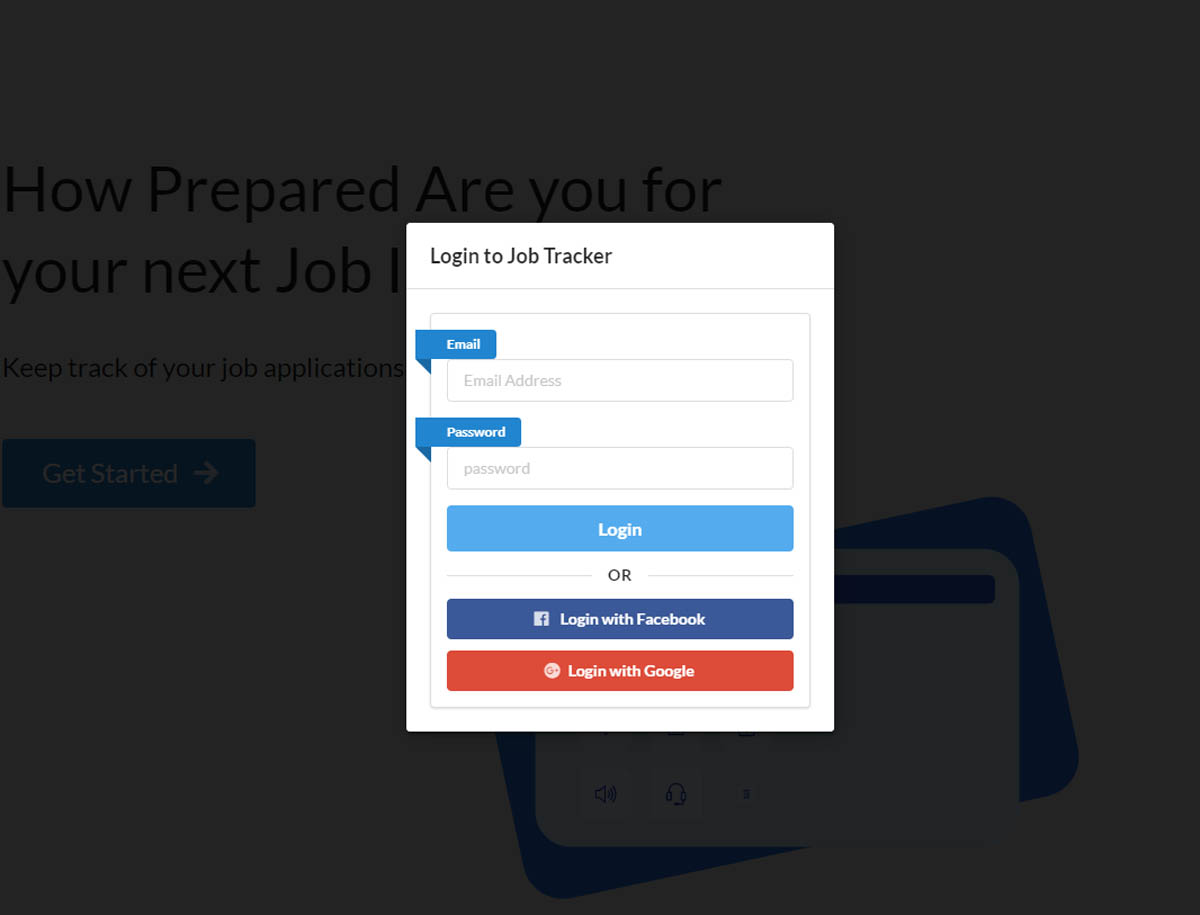 How Prepared Are you for
your next Job I
Keep track of your job applications
Get Started
Login to Job Tracker
Email
Email Address
Password
password
Login
OR
Login with Facebook
Login with Google